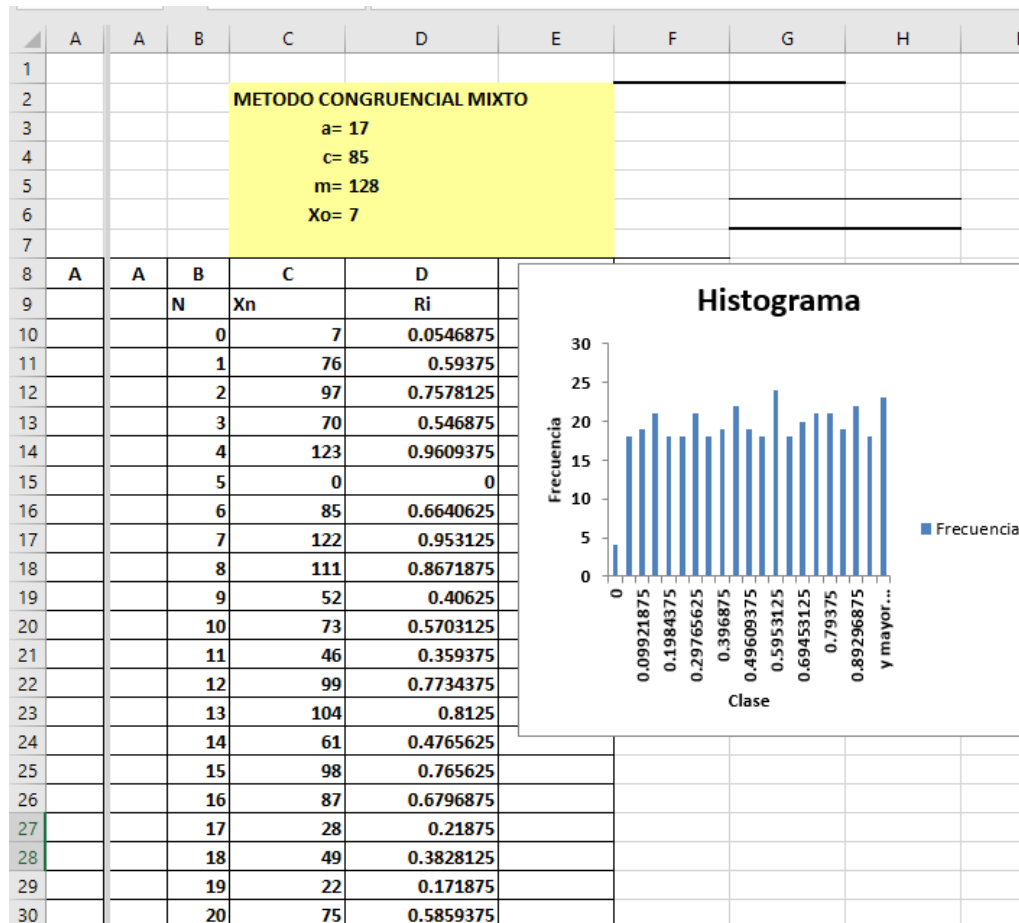 A A B C D E F G H
1
2 METODO CONGRUENCIAL MIXTO
3 a= 17
4 c= 85
5 m= 128
6 Xo= 7
7
8 A A B C D
9 N Xn Ri
10 0 7 0.0546875
11 1 76 0.59375
12 2 97 0.7578125
13 3 70 0.546875
14 4 123 0.9609375
15 5 0 0
16 6 85 0.6640625
17 7 122 0.953125
18 8 111 0.8671875
19 9 52 0.40625
20 10 73 0.5703125
21 11 46 0.359375
22 12 99 0.7734375
23 13 104 0.8125
24 14 61 0.4765625
25 15 98 0.765625
26 16 87 0.6796875
27 17 28 0.21875
28 18 49 0.3828125
29 19 22 0.171875
30 20 75 0.5859375
Histograma
Frecuencia
30
25
20
15
10
5
0
0
0.09921875
0.1984375
0.29765625
0.396875
0.49609375
0.5953125
0.69453125
0.79375
0.89296875
y mayor...
Clase
Frecuencia